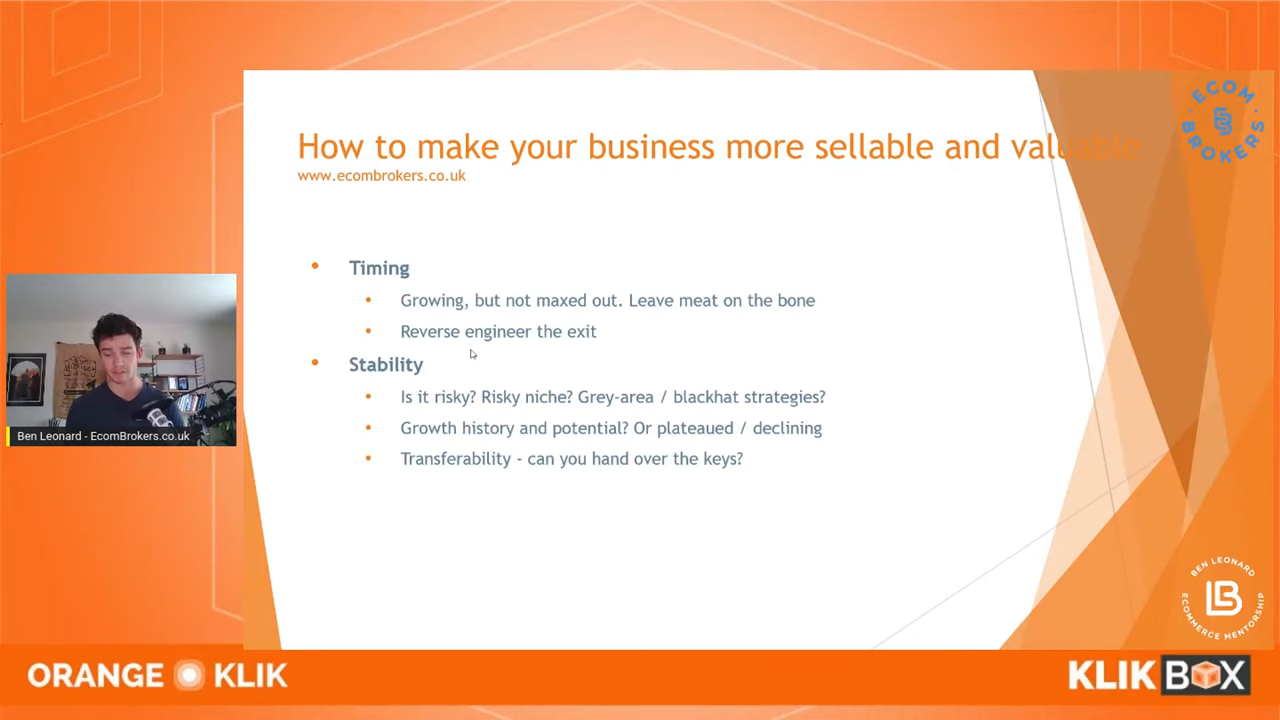 How to make your business more sellable and valuable
www.ecombrokers.co.uk
• Timing
• Growing, but not maxed out. Leave meat on the bone
• Reverse engineer the exit
• Stability
• Is it risky? Risky niche? Grey-area / blackhat strategies?
• Growth history and potential? Or plateaued / declining
• Transferability - can you hand over the keys?
ECOM BROKERS
Ben Leonard - EcomBrokers.co.uk
BEN LEONARD
LB
ECOMMERCE MENTORSHIP
ORANGE KLIK
KLIKBOX